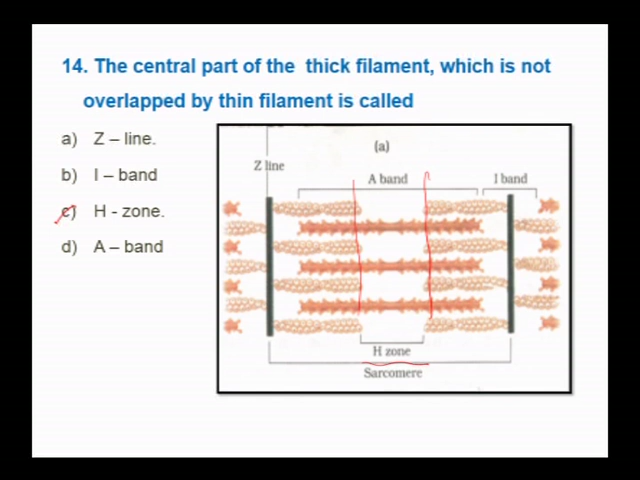 14. The central part of the  thick filament, which is not
overlapped by thin filament is called
a) Z – line.
b) I – band
c) H - zone.
d) A – band
(a)
Z line
A band
I band
H zone
Sarcomere